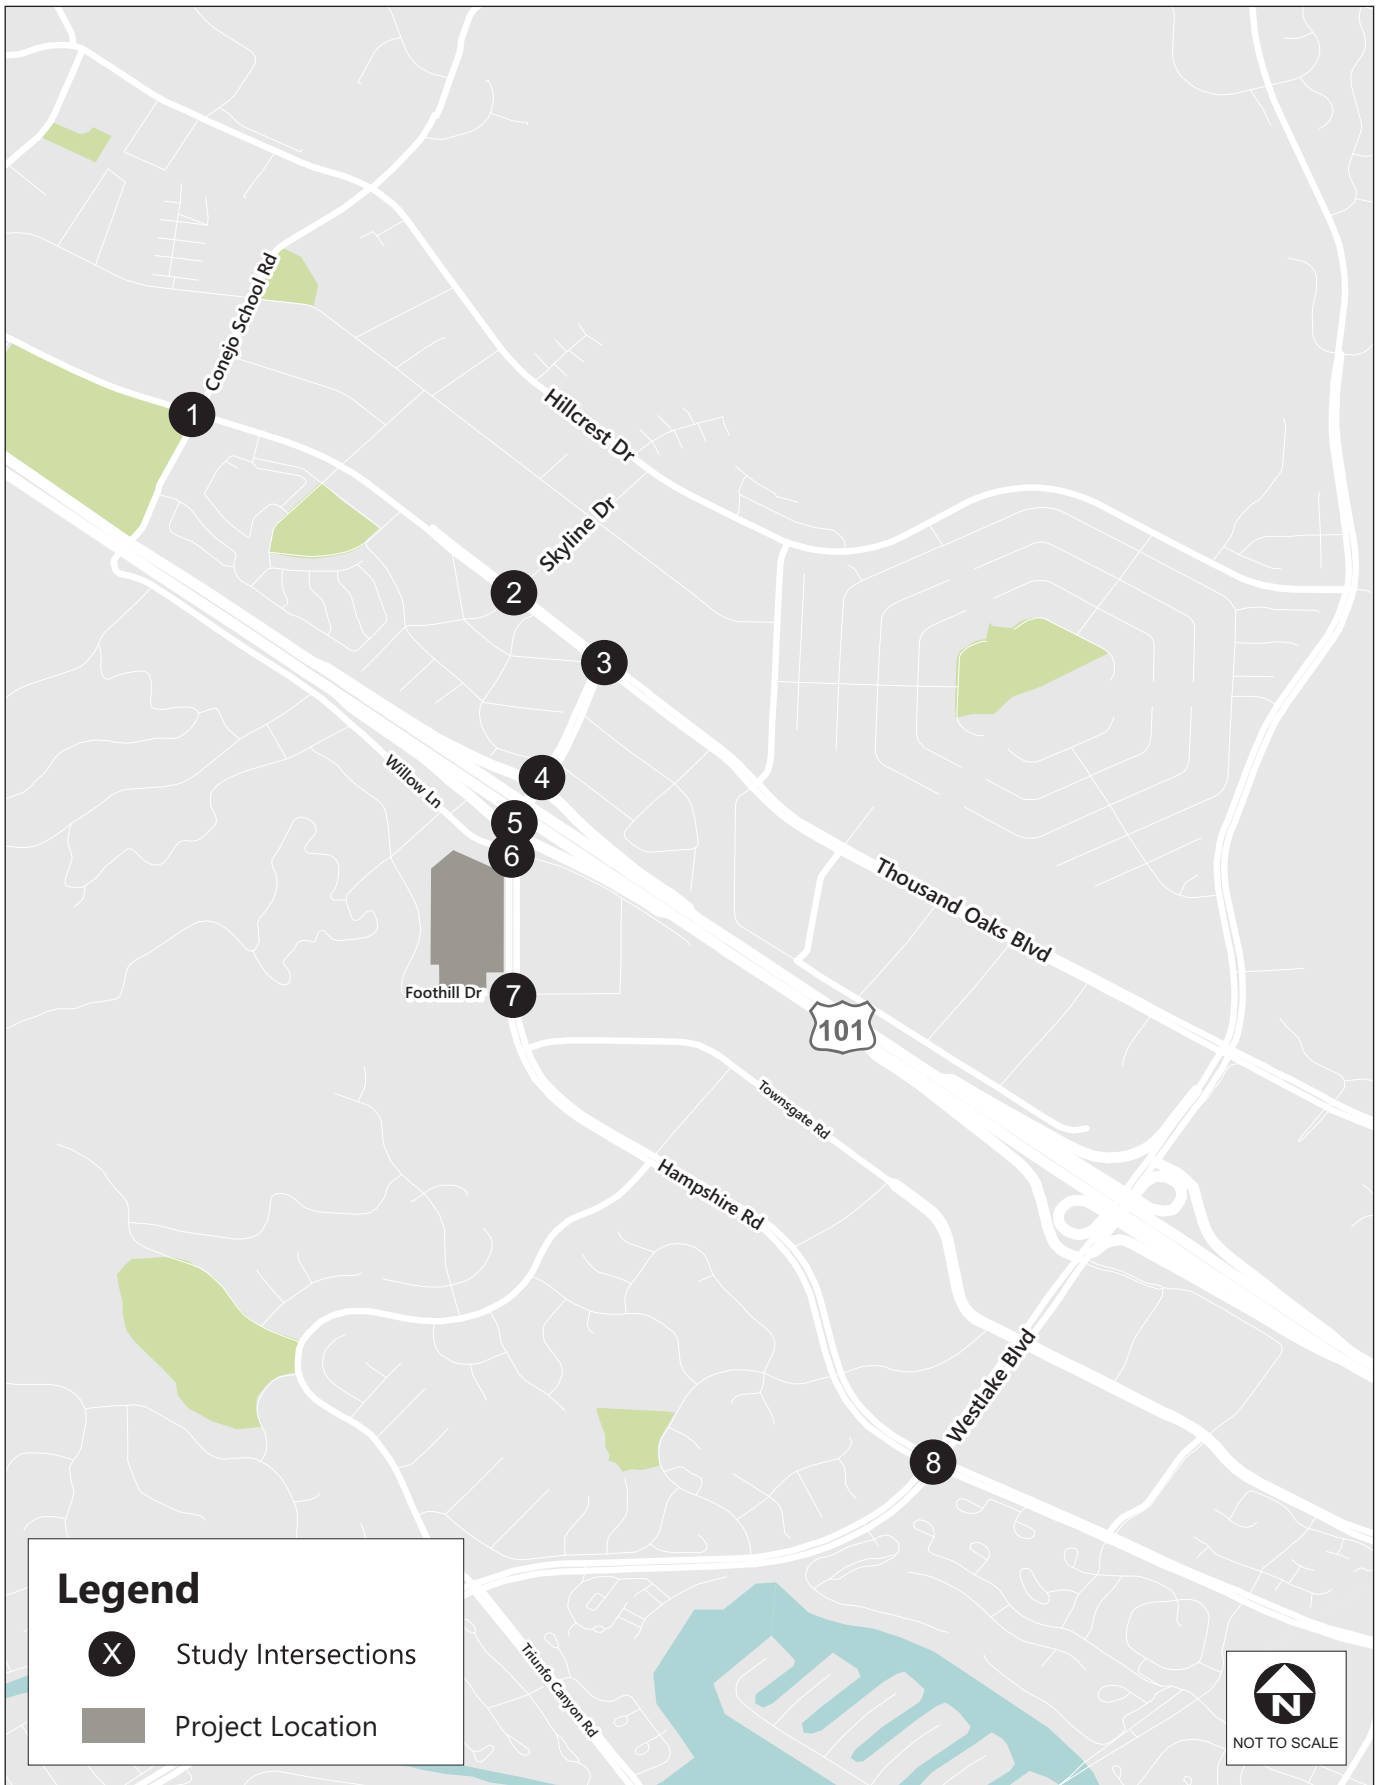 Conejo School Rd
1
Hillcrest Dr
Skyline Dr
2
3
4
Willow Ln
5
6
Thousand Oaks Blvd
Foothill Dr
7
101
Townsgate Rd
Hampshire Rd
Westlake Blvd
8
Legend
X Study Intersections
Project Location
Triunfo Canyon Rd
N
NOT TO SCALE